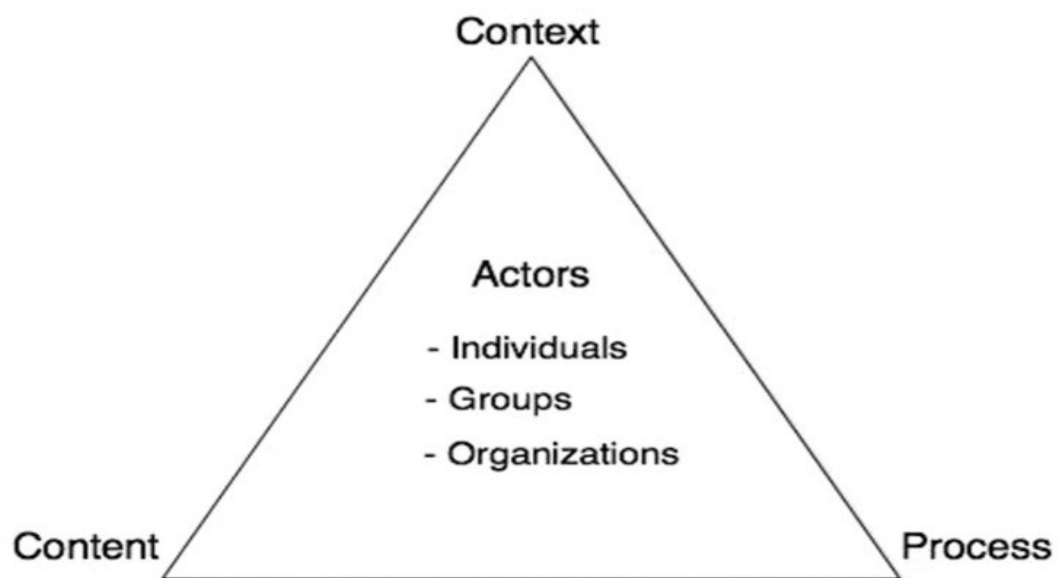 Context
Actors
- Individuals
- Groups
- Organizations
Content
Process